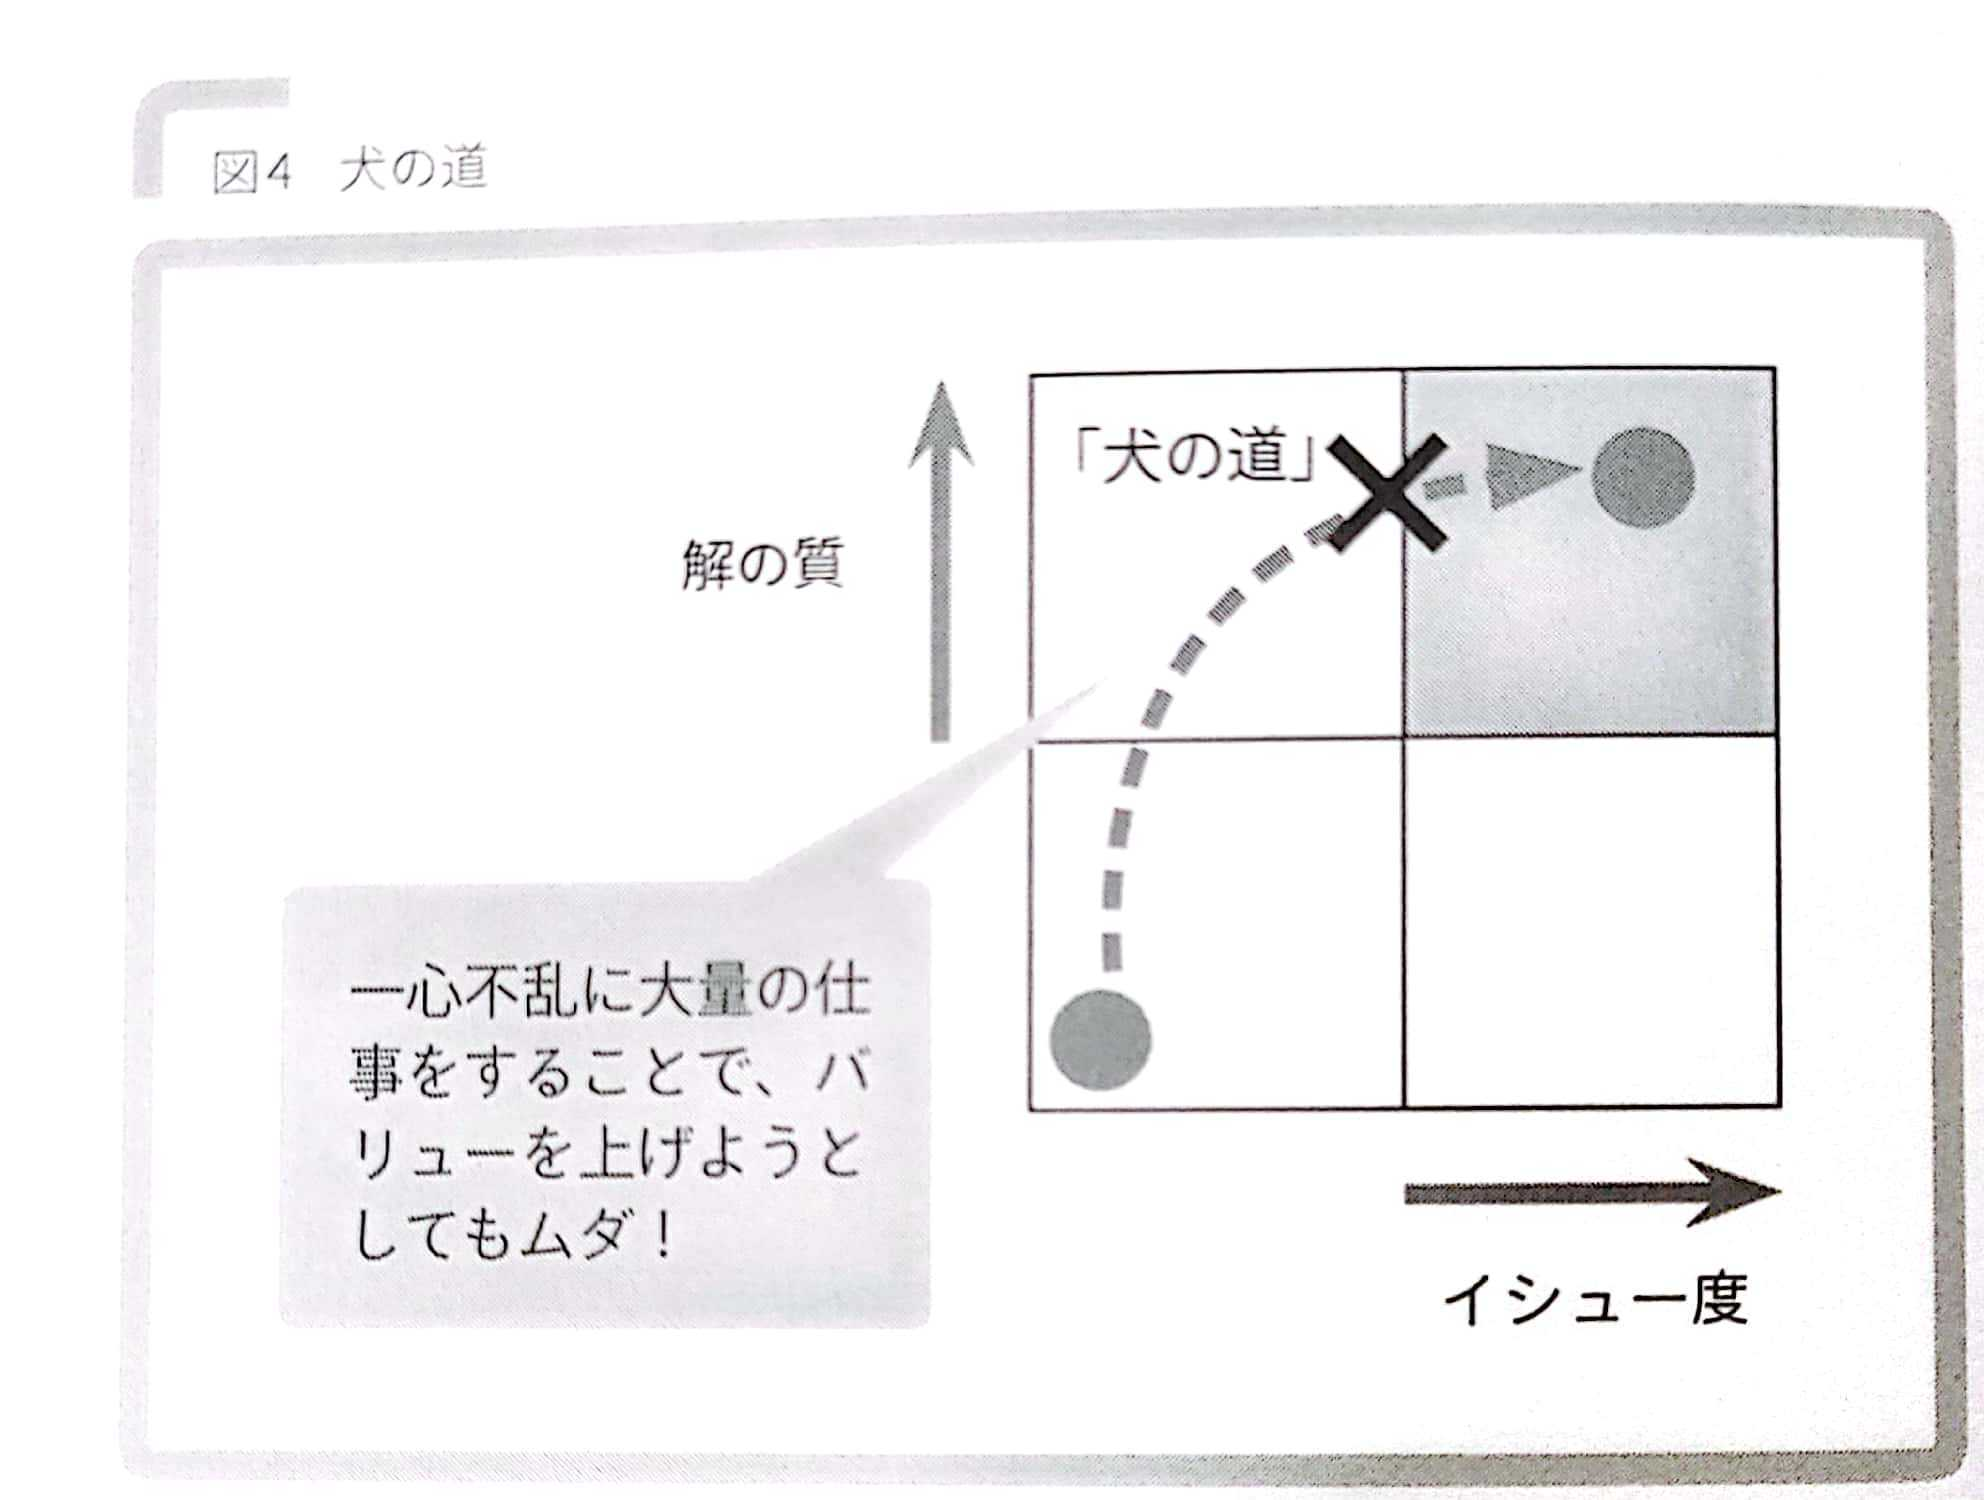 図4 犬の道
「犬の道」
解の質
一心不乱に大量の仕
事をすることで、バ
リューを上げようと
してもムダ！
イシュー度